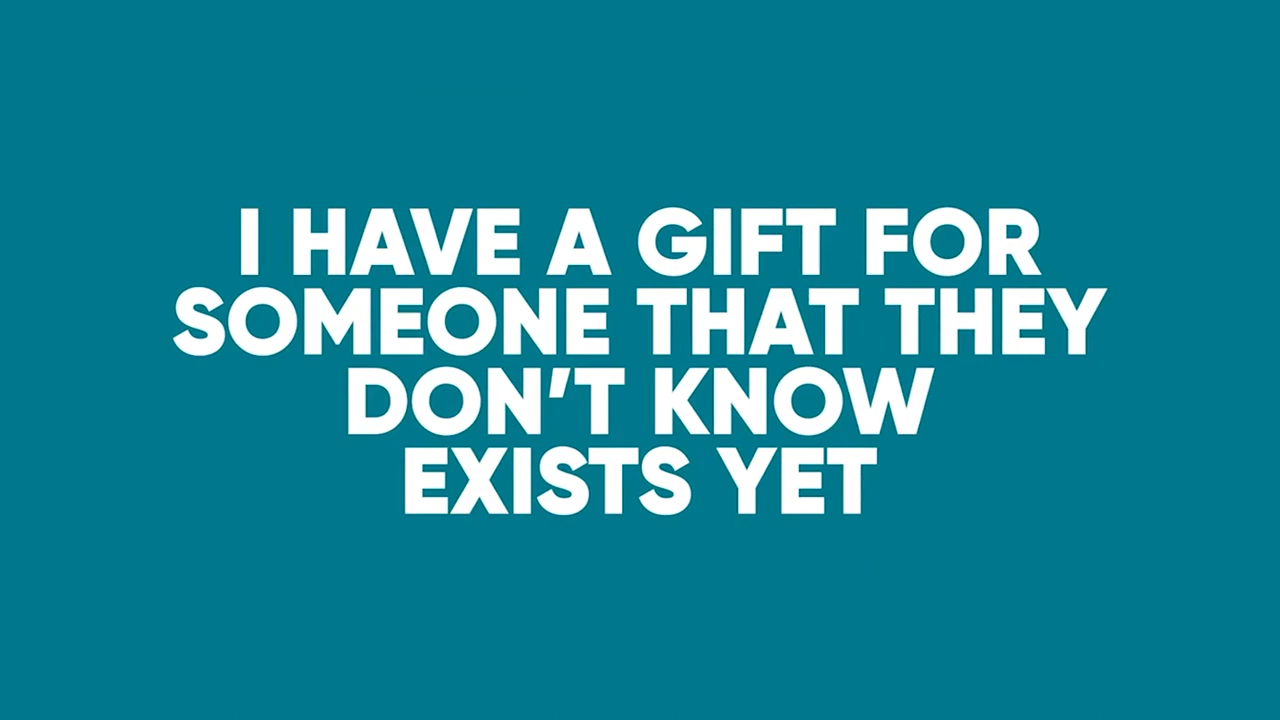 I HAVE A GIFT FOR
SOMEONE THAT THEY
DON’T KNOW
EXISTS YET